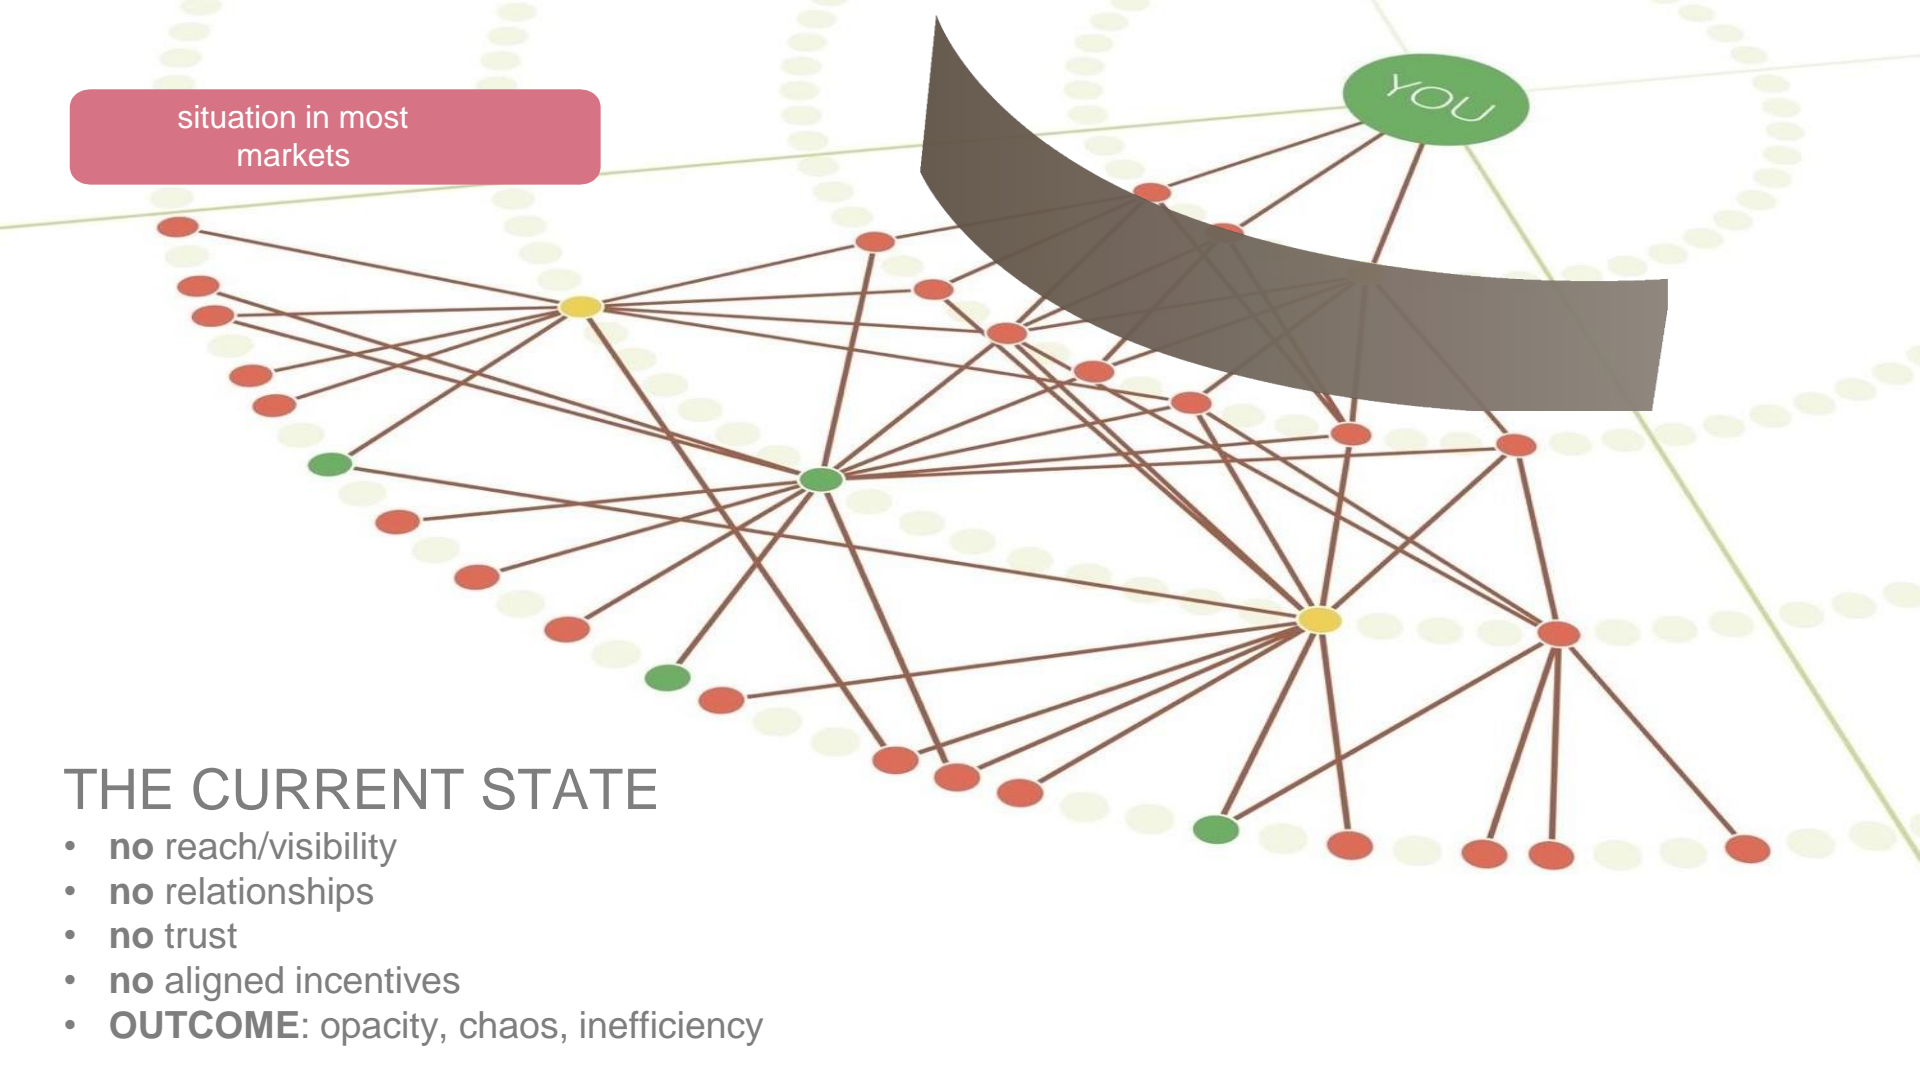 situation in most
markets
YOU
THE CURRENT STATE
• no reach/visibility
• no relationships
• no trust
• no aligned incentives
• OUTCOME: opacity, chaos, inefficiency